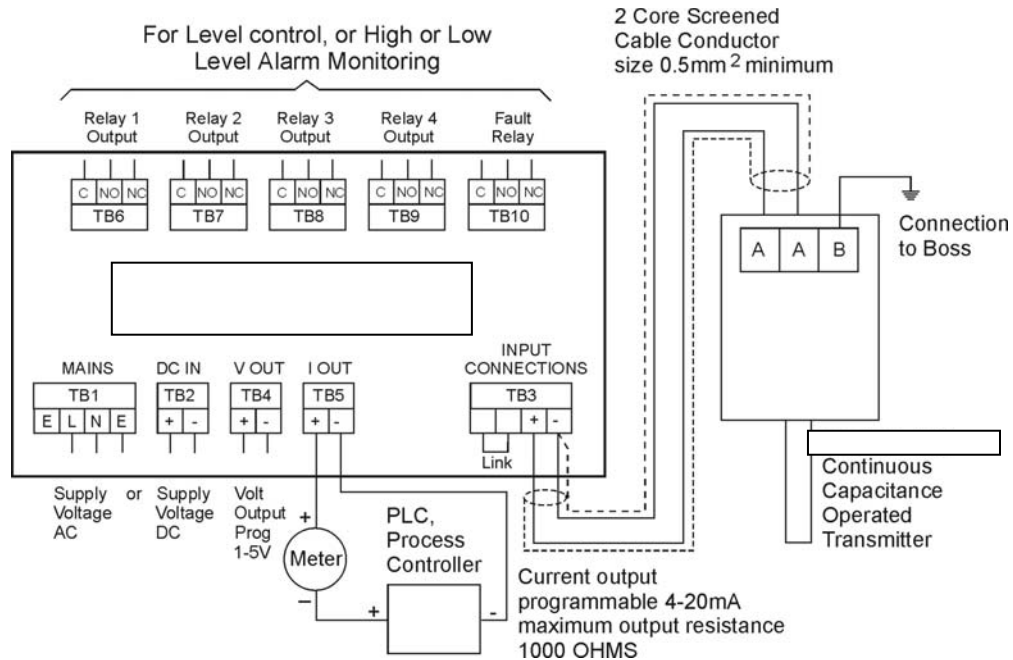 For Level control, or High or Low
Level Alarm Monitoring
2 Core Screened
Cable Conductor
size 0.5mm 2 minimum
Relay 1
Output
Relay 2
Output
Relay 3
Output
Relay 4
Output
Fault
Relay
C NO NC
TB6
C NO NC
TB7
C NO NC
TB8
C NO NC
TB9
C NO NC
TB10
A A B
Connection
to Boss
MAINS
TB1
E L N E
DC IN
TB2
+ -
V OUT
TB4
+ -
I OUT
TB5
+ -
INPUT
CONNECTIONS
TB3
+ -
Link
Supply or
Voltage
AC
Supply
Voltage
DC
Volt
Output
Prog
1-5V
+
Meter
–
PLC,
Process
Controller
+ -
Current output
programmable 4-20mA
maximum output resistance
1000 OHMS
Continuous
Capacitance
Operated
Transmitter